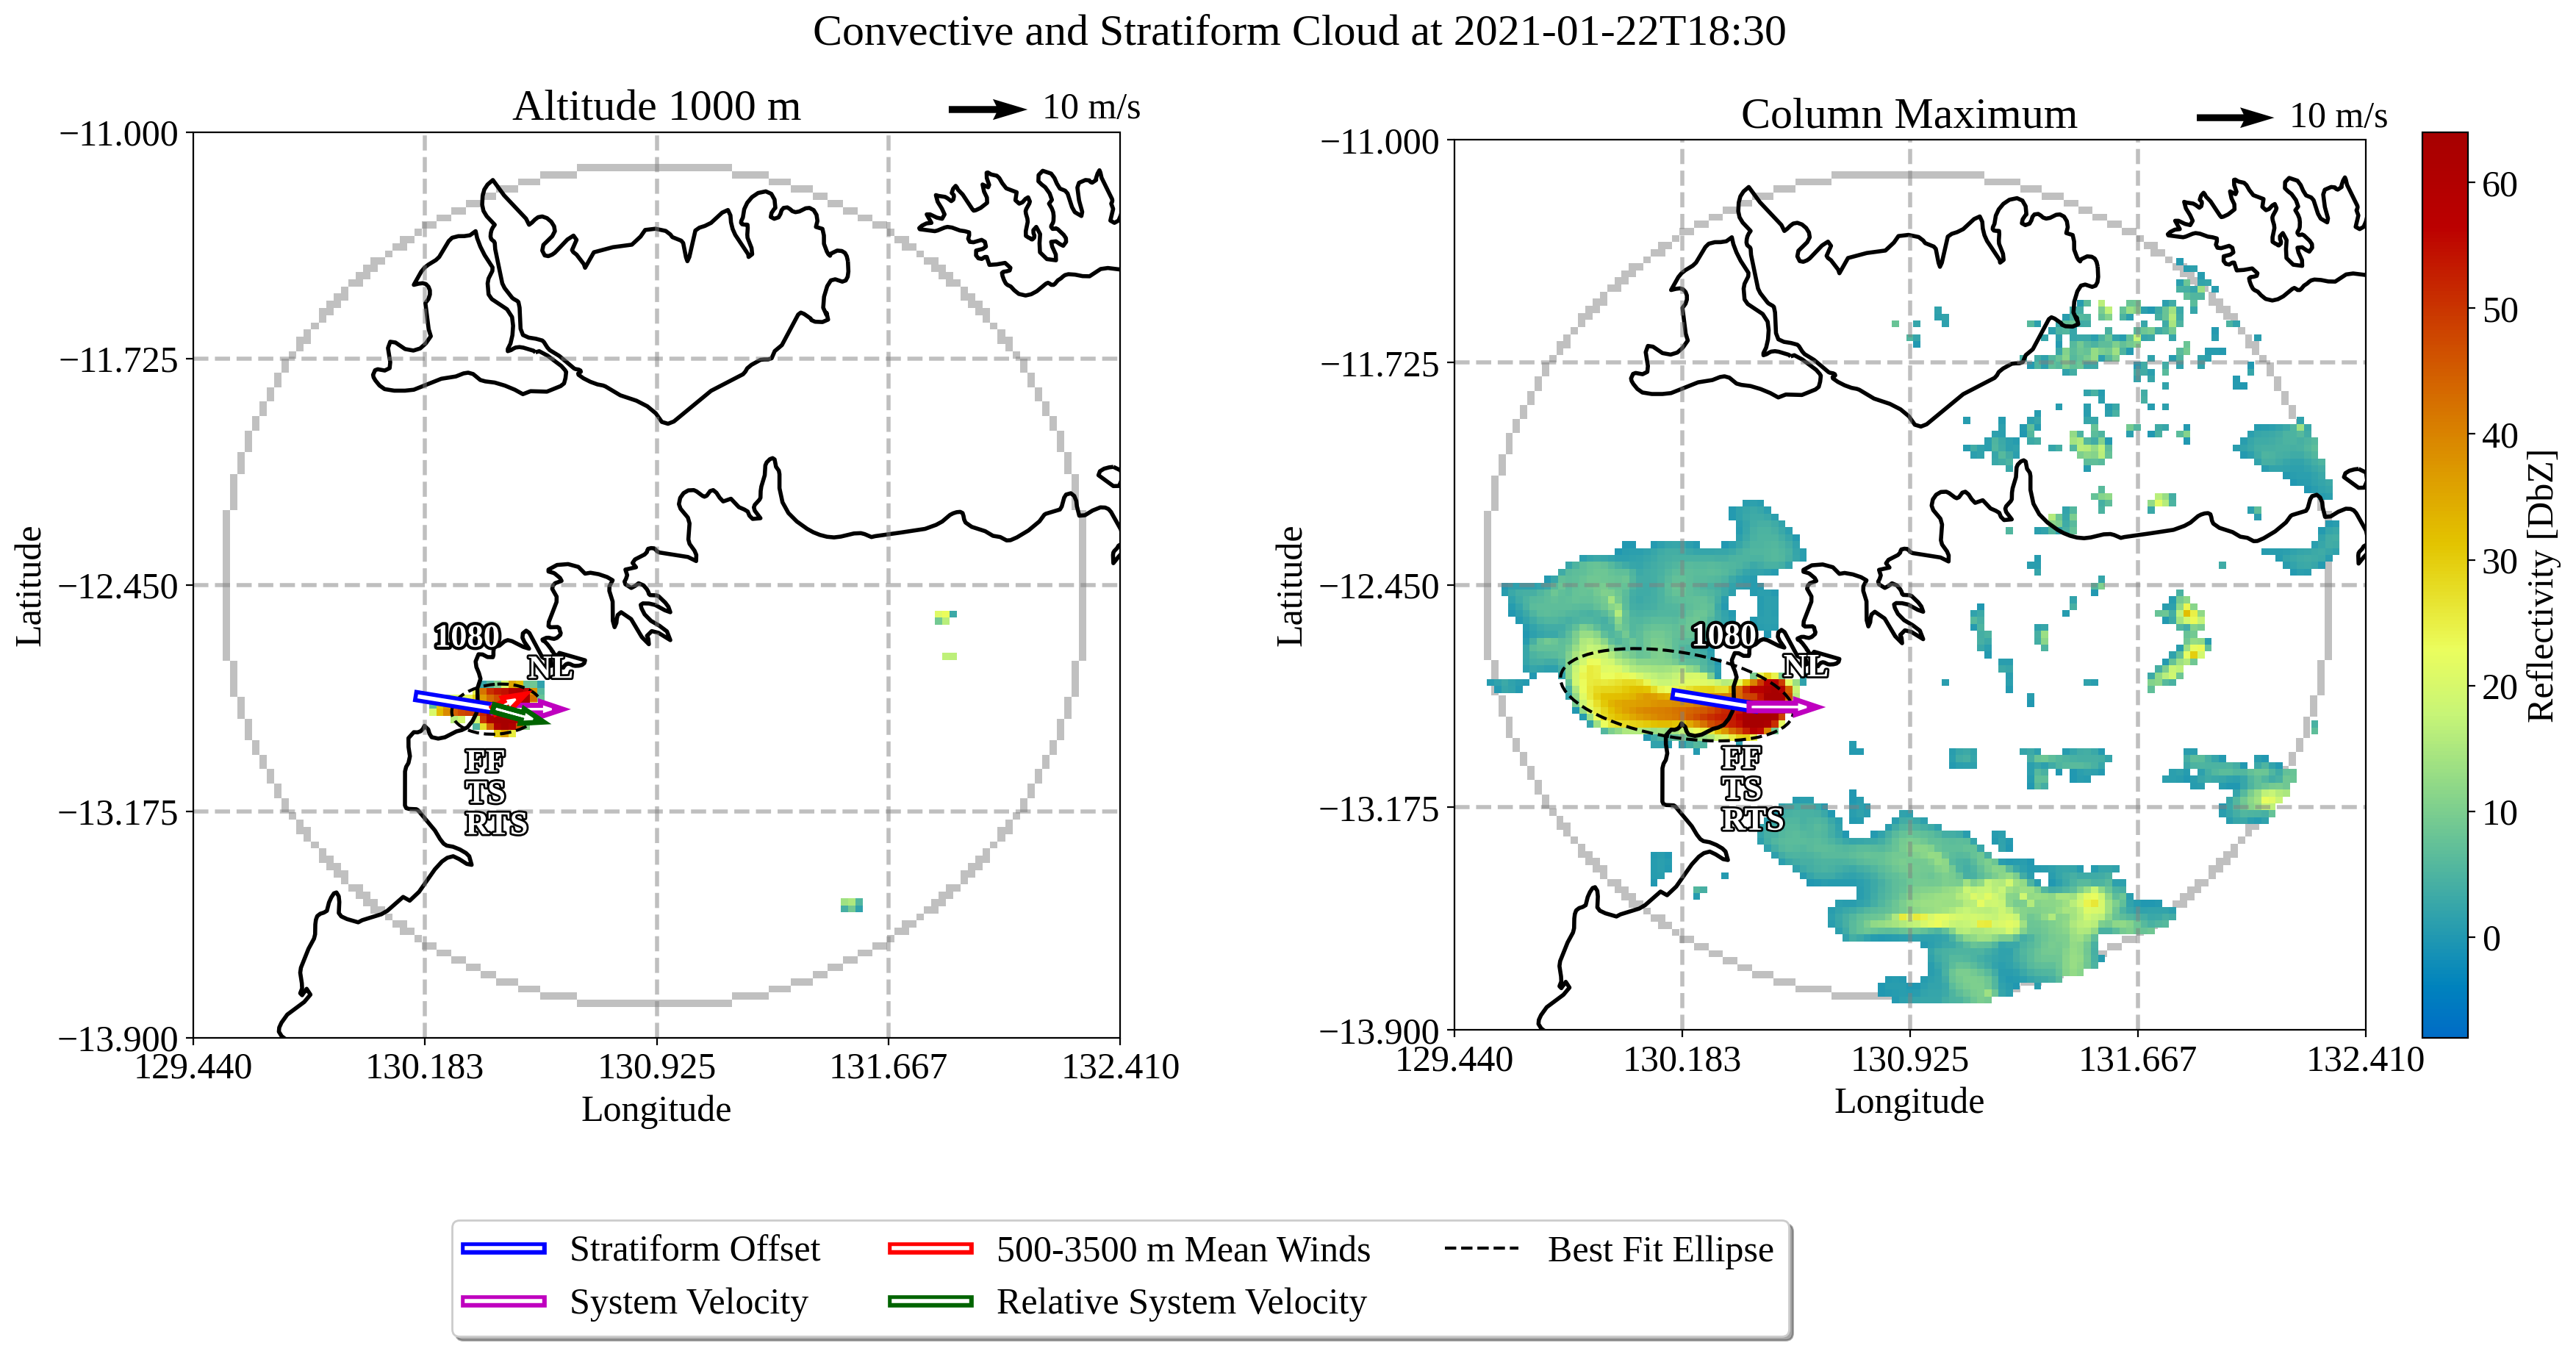 Convective and Stratiform Cloud at 2021-01-22T18:30
Altitude 1000 m
10 m/s
−11.000
−11.725
−12.450
−13.175
−13.900
Latitude
1080
NL
FF
TS
RTS
129.440
130.183
130.925
131.667
132.410
Longitude
Column Maximum
10 m/s
−11.000
−11.725
−12.450
−13.175
−13.900
Latitude
1080
NL
FF
TS
RTS
129.440
130.183
130.925
131.667
132.410
Longitude
60
50
40
30
20
10
0
Reflectivity [DbZ]
Stratiform Offset
System Velocity
500-3500 m Mean Winds
Relative System Velocity
Best Fit Ellipse